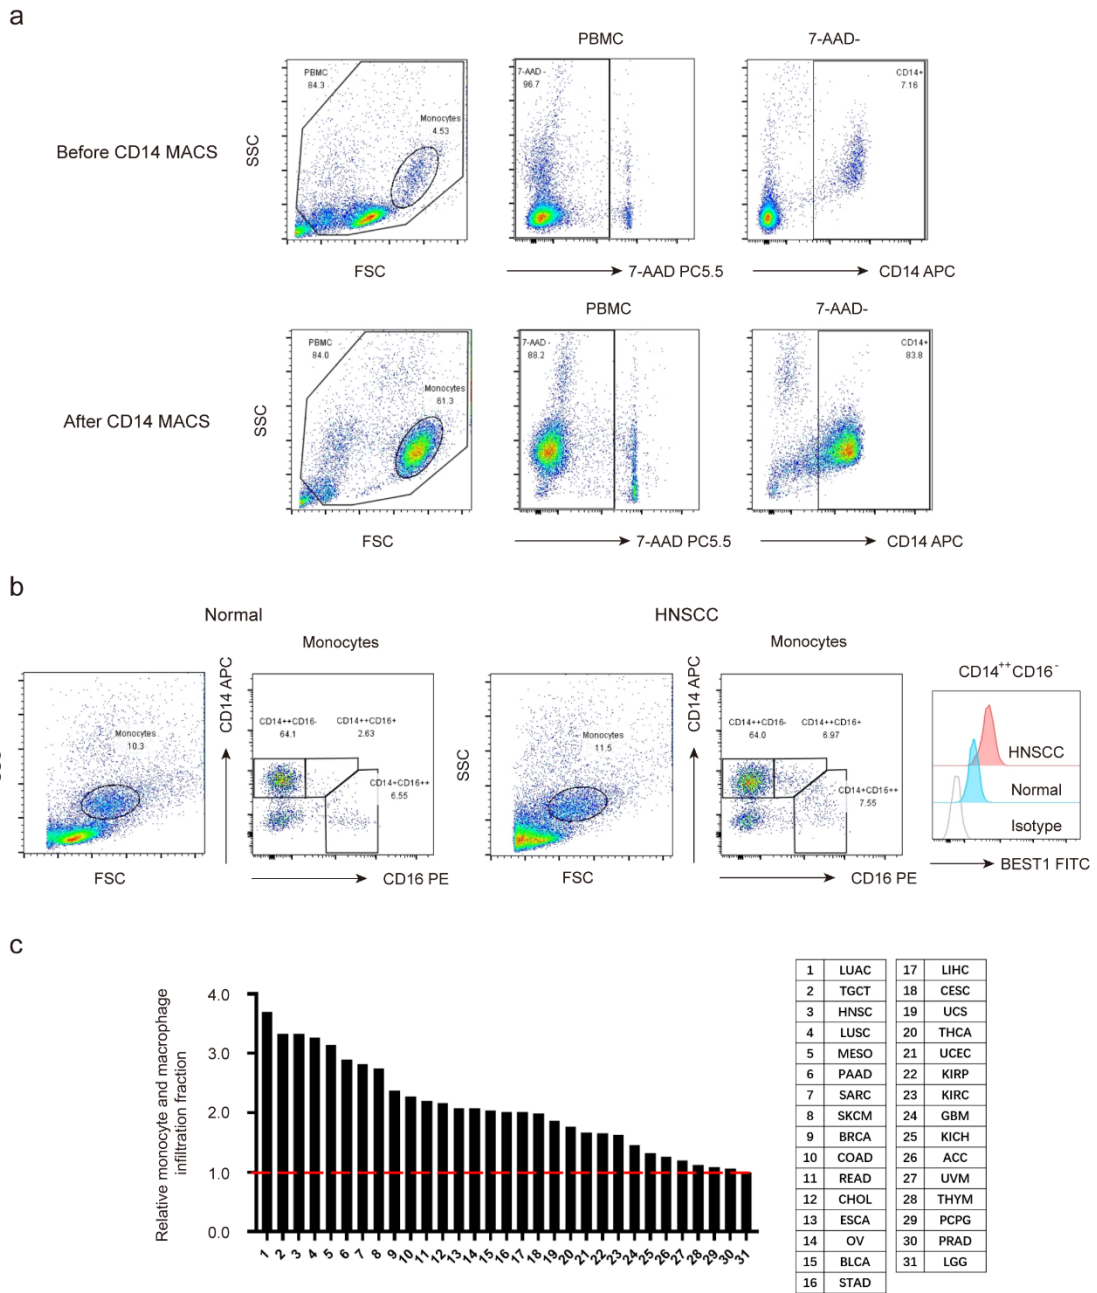 a
PBMC
7-AAD-
Before CD14 MACS
SSC
PBMC
84.3
Monocytes
4.53
7-AAD-
96.7
CD14+
7.16
FSC
7-AAD PC5.5
CD14 APC
PBMC
7-AAD-
After CD14 MACS
SSC
PBMC
84.0
Monocytes
61.3
7-AAD-
88.2
CD14+
83.8
FSC
7-AAD PC5.5
CD14 APC
b
Normal
HNSCC
Monocytes
Monocytes
CD14++CD16-
Monocytes
10.3
FSC
CD14 APC
CD14++CD16-
64.1
CD14++CD16+
2.63
CD14+CD16++
6.55
CD16 PE
SSC
Monocytes
11.5
FSC
CD14 APC
CD14++CD16-
64.0
CD14++CD16+
6.97
CD14+CD16++
7.55
CD16 PE
HNSCC
Normal
Isotype
BEST1 FITC
c
Relative monocyte and macrophage
infiltration fraction
4.0
3.0
2.0
1.0
0.0
1 2 3 4 5 6 7 8 9 10 11 12 13 14 15 16 17 18 19 20 21 22 23 24 25 26 27 28 29 30 31
1 LUAC 17 LIHC
2 TGCT 18 CESC
3 HNSC 19 UCS
4 LUSC 20 THCA
5 MESO 21 UCEC
6 PAAD 22 KIRP
7 SARC 23 KIRC
8 SKCM 24 GBM
9 BRCA 25 KICH
10 COAD 26 ACC
11 READ 27 UVM
12 CHOL 28 THYM
13 ESCA 29 PCPG
14 OV 30 PRAD
15 BLCA 31 LGG
16 STAD